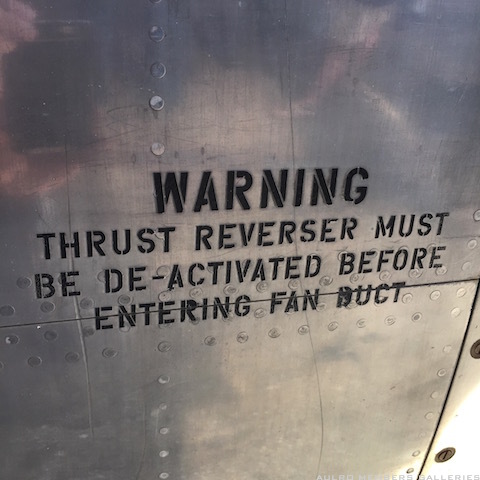 WARNING
THRUST REVERSER MUST
BE DE-ACTIVATED BEFORE
ENTERING FAN DUCT